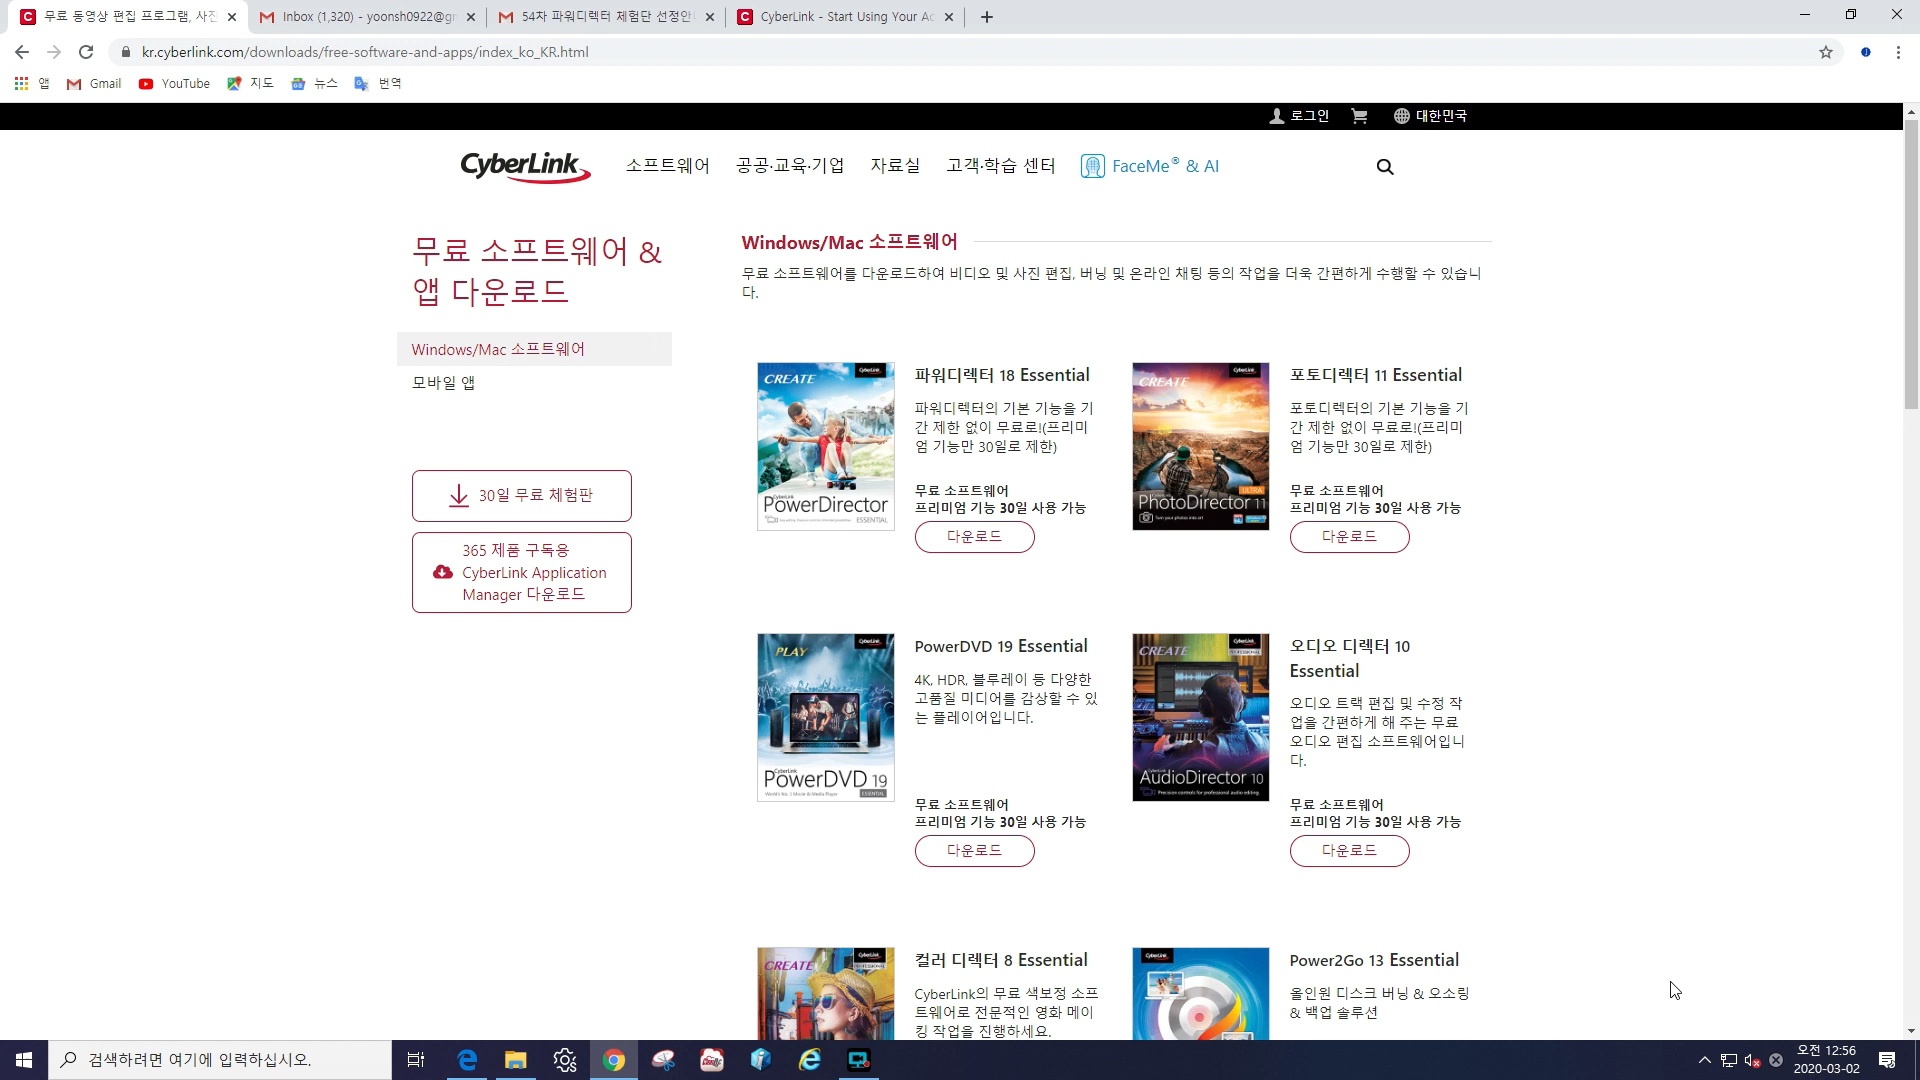 무료 동영상 편집 프로그램, 사진
Inbox (1,320) - yoonsh0922@gm
54차 파워디렉터 체험단 선정안
CyberLink - Start Using Your Ac
kr.cyberlink.com/downloads/free-software-and-apps/index_ko_KR.html
앱 Gmail YouTube 지도 뉴스 번역
로그인 대한민국
CyberLink 소프트웨어 공공·교육·기업 자료실 고객·학습 센터 FaceMe® & AI
무료 소프트웨어 &
앱 다운로드
Windows/Mac 소프트웨어
모바일 앱
30일 무료 체험판
365 제품 구독용
CyberLink Application
Manager 다운로드
Windows/Mac 소프트웨어
무료 소프트웨어를 다운로드하여 비디오 및 사진 편집, 버닝 및 온라인 채팅 등의 작업을 더욱 간편하게 수행할 수 있습니
다.
CREATE
CyberLink
PowerDirector
ESSENTIAL
파워디렉터 18 Essential
파워디렉터의 기본 기능을 기
간 제한 없이 무료로!(프리미
엄 기능만 30일로 제한)
무료 소프트웨어
프리미엄 기능 30일 사용 가능
다운로드
CREATE
CyberLink
ULTRA
PhotoDirector 11
Turn your photos into art
포토디렉터 11 Essential
포토디렉터의 기본 기능을 기
간 제한 없이 무료로!(프리미
엄 기능만 30일로 제한)
무료 소프트웨어
프리미엄 기능 30일 사용 가능
다운로드
PLAY
CyberLink
PowerDVD 19
World's No. 1 Movie & Media Player ESSENTIAL
PowerDVD 19 Essential
4K, HDR, 블루레이 등 다양한
고품질 미디어를 감상할 수 있
는 플레이어입니다.
무료 소프트웨어
프리미엄 기능 30일 사용 가능
다운로드
CREATE
CyberLink
AudioDirector 10
Precision controls for professional audio editing.
오디오 디렉터 10
Essential
오디오 트랙 편집 및 수정 작
업을 간편하게 해 주는 무료
오디오 편집 소프트웨어입니
다.
무료 소프트웨어
프리미엄 기능 30일 사용 가능
다운로드
CREATE
CyberLink
컬러 디렉터 8 Essential
CyberLink의 무료 색보정 소프
트웨어로 전문적인 영화 메이
킹 작업을 진행하세요.
CyberLink
Power2Go 13 Essential
올인원 디스크 버닝 & 오소링
& 백업 솔루션
검색하려면 여기에 입력하십시오.
오전 12:56
2020-03-02